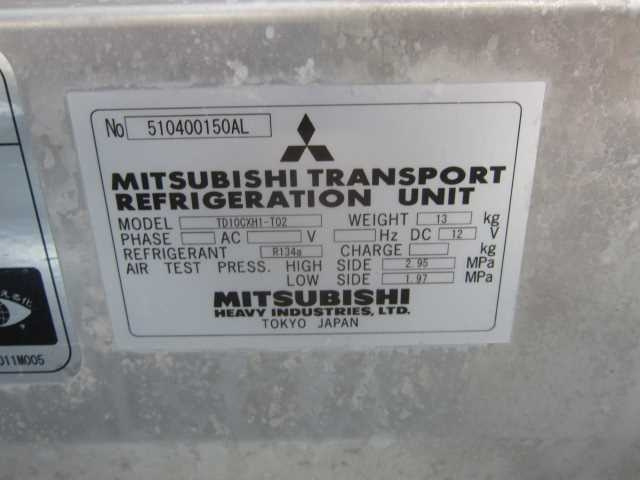 No 510400150AL
MITSUBISHI TRANSPORT
REFRIGERATION UNIT
MODEL TD10CXH1-T02 WEIGHT 13 kg
PHASE AC V Hz DC 12 V
REFRIGERANT R134a CHARGE kg
AIR TEST PRESS. HIGH SIDE 2.95 MPa
LOW SIDE 1.97 MPa
MITSUBISHI
HEAVY INDUSTRIES, LTD.
TOKYO JAPAN
011M005